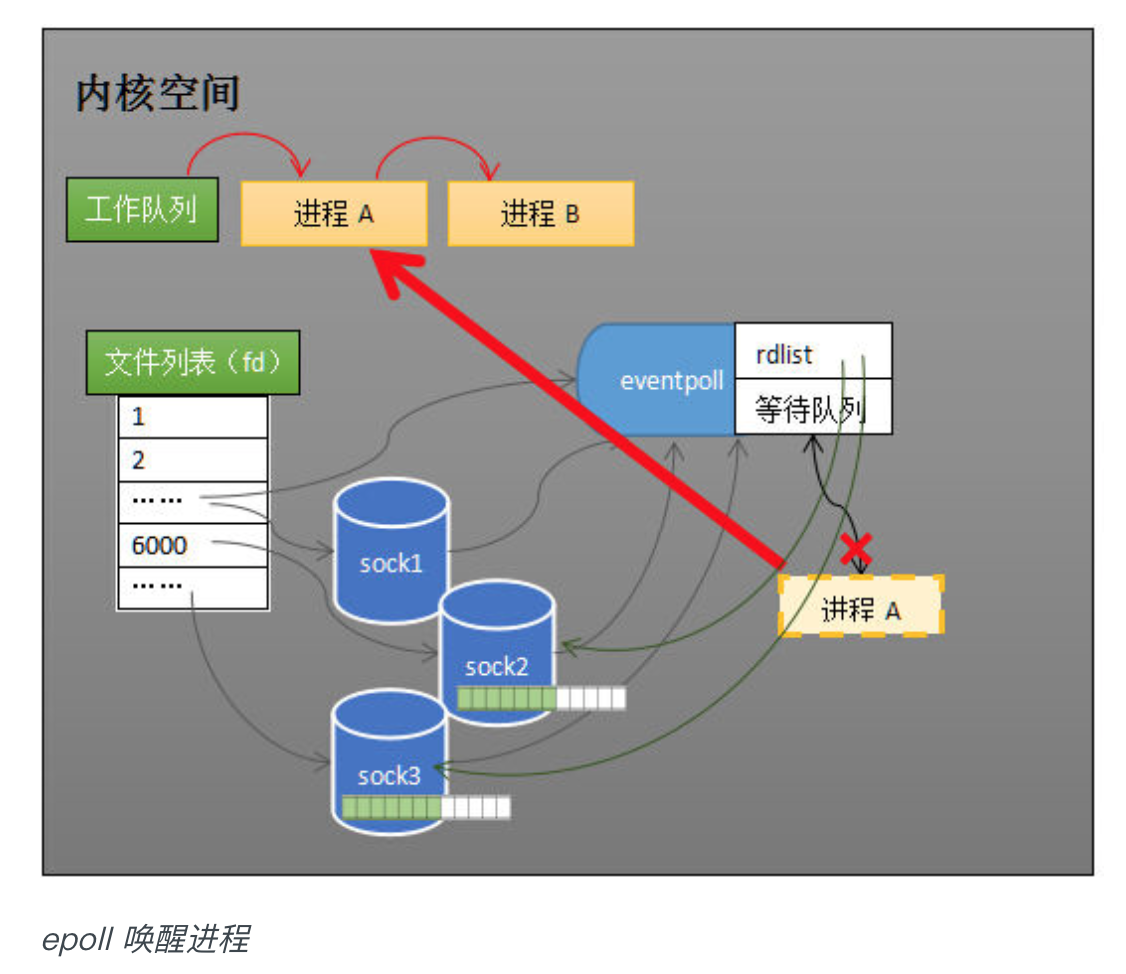 内核空间
工作队列
进程 A
进程 B
文件列表（fd）
1
2
……
6000
……
eventpoll
rdlist
等待队列
sock1
sock2
sock3
进程 A
epoll 唤醒进程